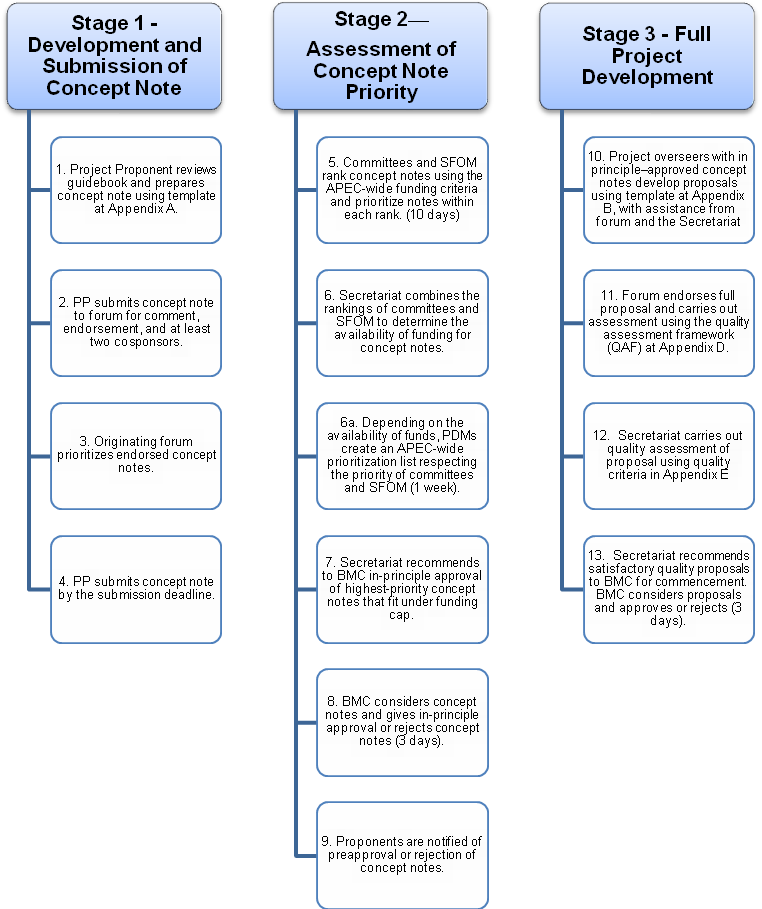 Stage 1 -
Development and
Submission of
Concept Note
1. Project Proponent reviews
guidebook and prepares
concept note using template
at Appendix A.
2. PP submits concept note
to forum for comment,
endorsement, and at least
two cosponsors.
3. Originating forum
prioritizes endorsed concept
notes.
4. PP submits concept note
by the submission deadline.
Stage 2—
Assessment of
Concept Note
Priority
5. Committees and SFOM
rank concept notes using the
APEC-wide funding criteria
and prioritize notes within
each rank. (10 days)
6. Secretariat combines the
rankings of committees and
SFOM to determine the
availability of funding for
concept notes.
6a. Depending on the
availability of funds, PDMs
create an APEC-wide
prioritization list respecting
the priority of committees
and SFOM (1 week).
7. Secretariat recommends
to BMC in-principle approval
of highest-priority concept
notes that fit under funding
cap.
8. BMC considers concept
notes and gives in-principle
approval or rejects concept
notes (3 days).
9. Proponents are notified of
preapproval or rejection of
concept notes.
Stage 3 - Full
Project
Development
10. Project overseers with in
principle–approved concept
notes develop proposals
using template at Appendix
B, with assistance from
forum and the Secretariat
11. Forum endorses full
proposal and carries out
assessment using the quality
assessment framework
(QAF) at Appendix D.
12. Secretariat carries out
quality assessment of
proposal using quality
criteria in Appendix E
13. Secretariat recommends
satisfactory quality proposals
to BMC for commencement.
BMC considers proposals
and approves or rejects (3
days).